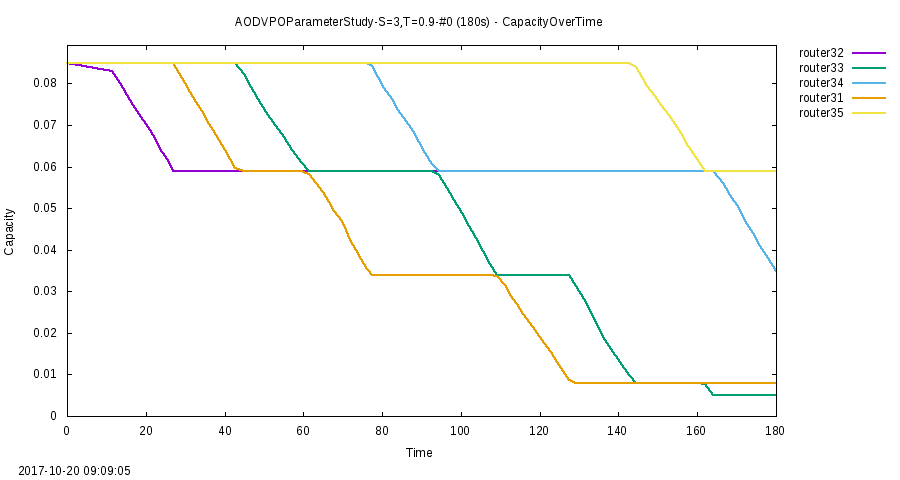 AODVPOParameterStudy-S=3,T=0.9-#0 (180s) - CapacityOverTime
router32
router33
router34
router31
router35
0.08
0.07
0.06
0.05
0.04
0.03
0.02
0.01
0
Capacity
0 20 40 60 80 100 120 140 160 180
Time
2017-10-20 09:09:05